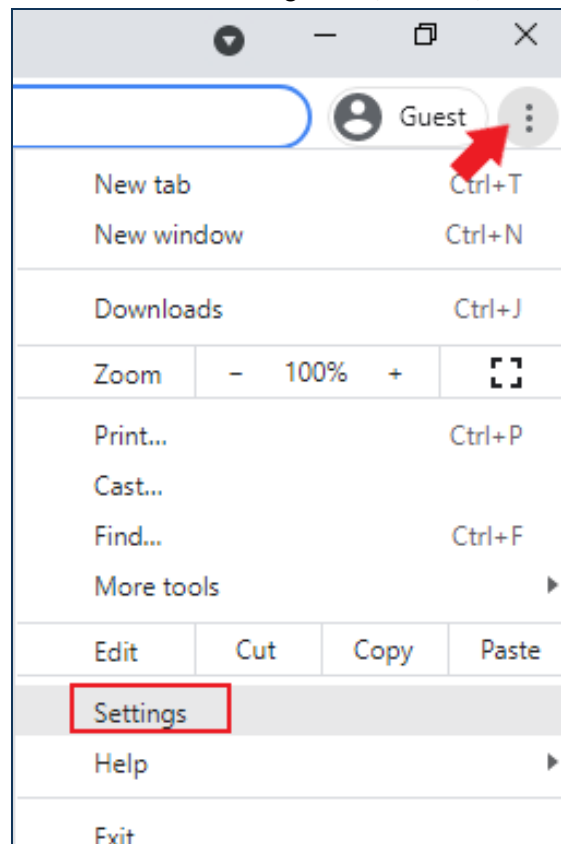 Guest
New tab Ctrl+T
New window Ctrl+N
Downloads Ctrl+J
Zoom - 100% +
Print... Ctrl+P
Cast...
Find... Ctrl+F
More tools
Edit Cut Copy Paste
Settings
Help
Exit